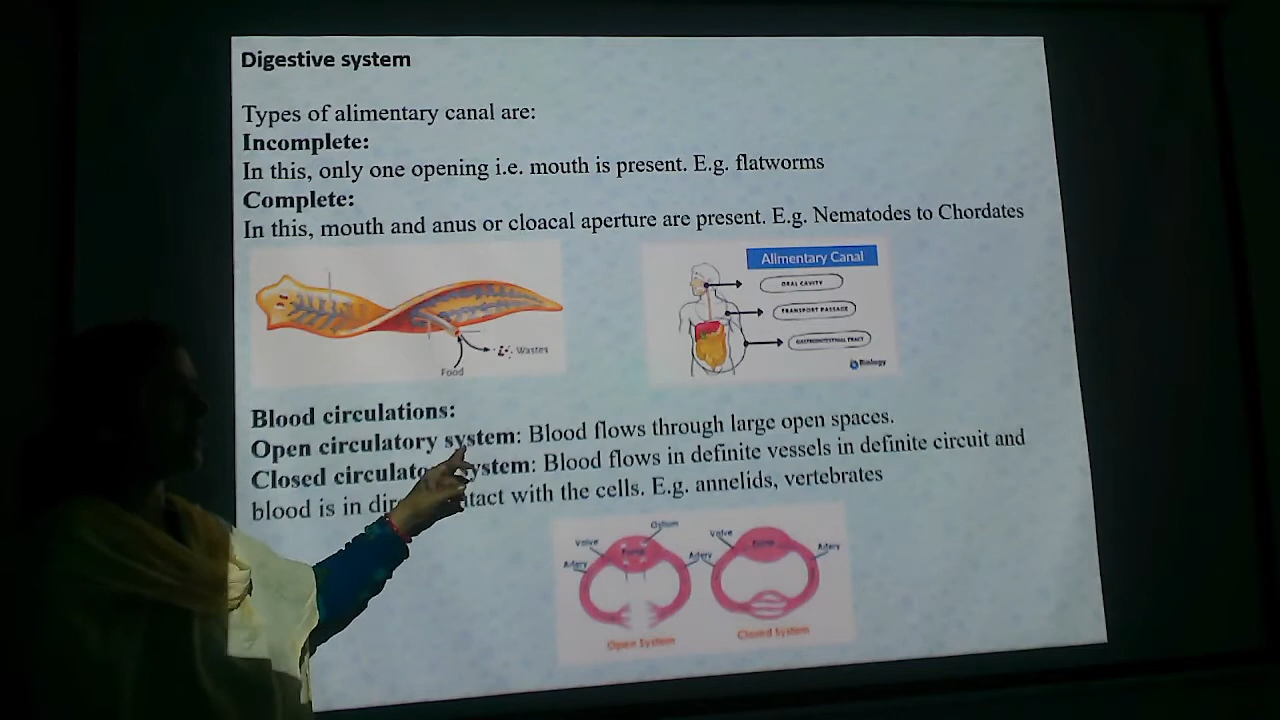 Digestive system
Types of alimentary canal are:
Incomplete:
In this, only one opening i.e. mouth is present. E.g. flatworms
Complete:
In this, mouth and anus or cloacal aperture are present. E.g. Nematodes to Chordates
Wastes
Food
Alimentary Canal
ORAL CAVITY
TRANSPORT PASSAGE
GASTROINTESTINAL TRACT
Biology
Blood circulations:
Open circulatory system: Blood flows through large open spaces.
Closed circulato ystem: Blood flows in definite vessels in definite circuit and
blood is in dir ntact with the cells. E.g. annelids, vertebrates
Ostium
Valve
Pump
Artery
Artery
Open System
Valve
Pump
Artery
Closed System